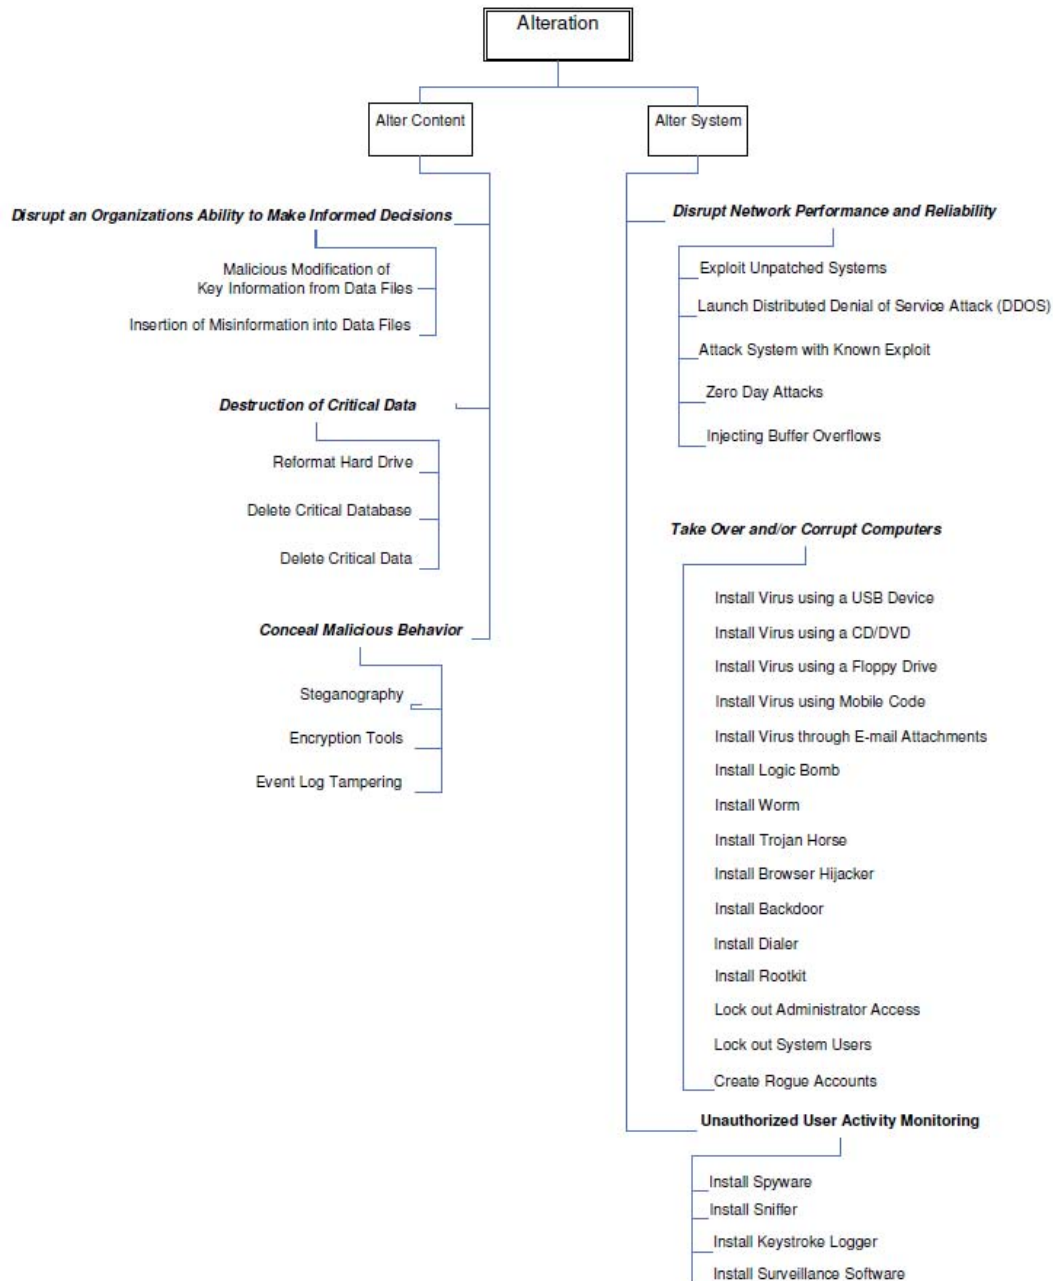 Alteration
Alter Content
Alter System
Disrupt an Organizations Ability to Make Informed Decisions
Malicious Modification of
Key Information from Data Files
Insertion of Misinformation into Data Files
Destruction of Critical Data
Reformat Hard Drive
Delete Critical Database
Delete Critical Data
Conceal Malicious Behavior
Steganography
Encryption Tools
Event Log Tampering
Disrupt Network Performance and Reliability
Exploit Unpatched Systems
Launch Distributed Denial of Service Attack (DDOS)
Attack System with Known Exploit
Zero Day Attacks
Injecting Buffer Overflows
Take Over and/or Corrupt Computers
Install Virus using a USB Device
Install Virus using a CD/DVD
Install Virus using a Floppy Drive
Install Virus using Mobile Code
Install Virus through E-mail Attachments
Install Logic Bomb
Install Worm
Install Trojan Horse
Install Browser Hijacker
Install Backdoor
Install Dialer
Install Rootkit
Lock out Administrator Access
Lock out System Users
Create Rogue Accounts
Unauthorized User Activity Monitoring
Install Spyware
Install Sniffer
Install Keystroke Logger
Install Surveillance Software